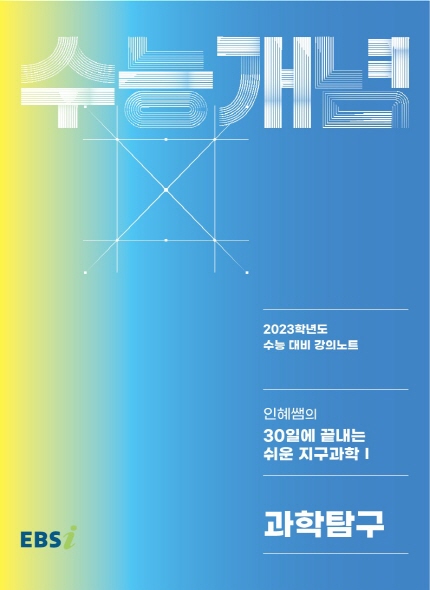 수능개념
2023학년도
수능 대비 강의노트
인혜쌤의
30일에 끝내는
쉬운 지구과학 I
과학탐구
EBSi